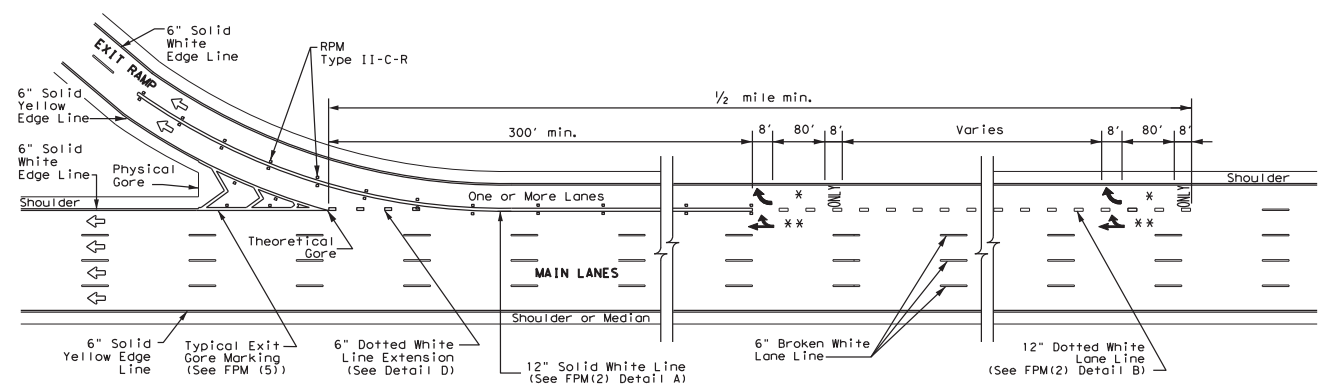 6" Solid
White
Edge Line
EXIT RAMP
RPM
Type II-C-R
6" Solid
Yellow
Edge Line
6" Solid
White
Edge Line
Physical
Gore
Shoulder
½ mile min.
300' min.
8'
80'
8'
Varies
8'
80'
8'
One or More Lanes
*
ONLY
**
*
ONLY
**
Shoulder
Theoretical
Gore
MAIN LANES
Shoulder or Median
6" Solid
Yellow Edge
Line
Typical Exit
Gore Marking
(See FPM (5))
6" Dotted White
Line Extension
(See Detail D)
12" Solid White Line
(See FPM(2) Detail A)
6" Broken White
Lane Line
12" Dotted White
Lane Line
(See FPM(2) Detail B)